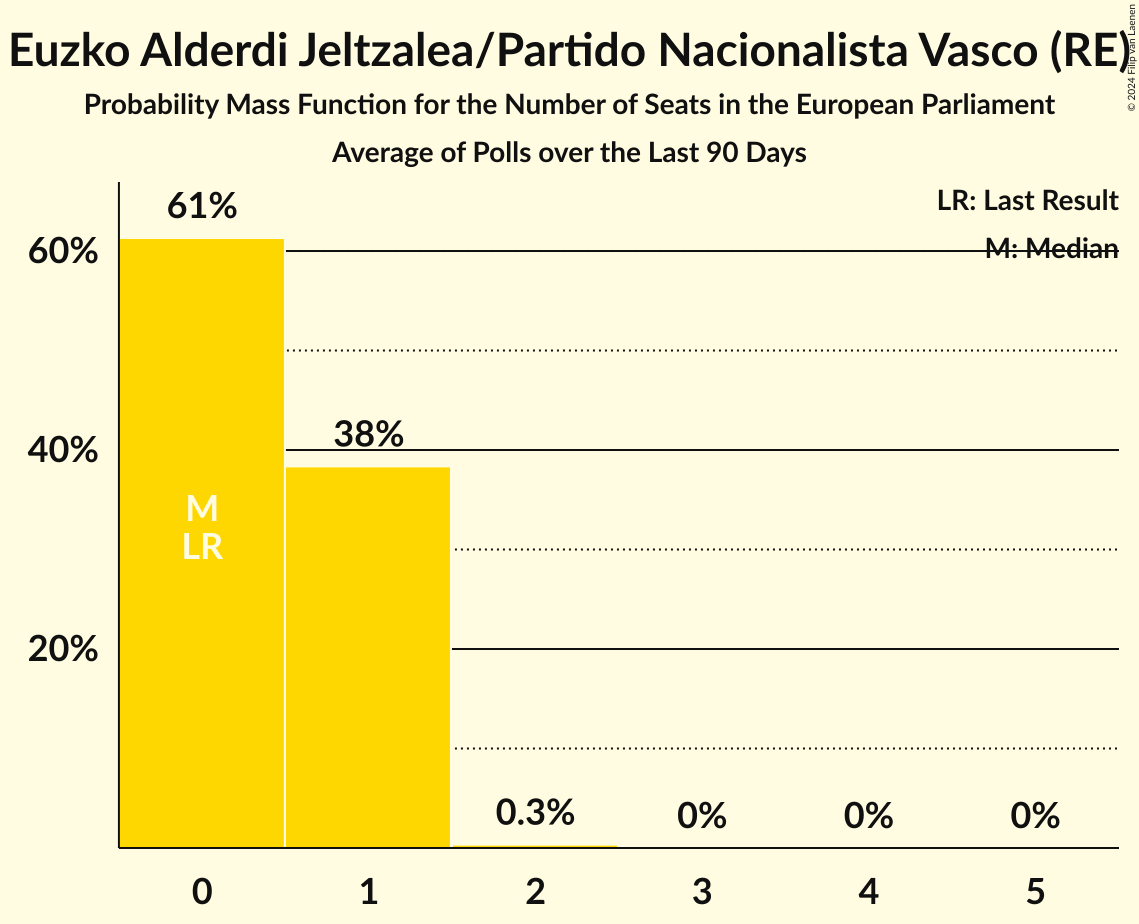 Euzko Alderdi Jeltzalea/Partido Nacionalista Vasco (RE)
© 2024 Filip van Laenen
Probability Mass Function for the Number of Seats in the European Parliament
Average of Polls over the Last 90 Days
LR: Last Result
M: Median
61%
60%
38%
40%
M
LR
20%
0.3%
0%
0%
0%
0
1
2
3
4
5